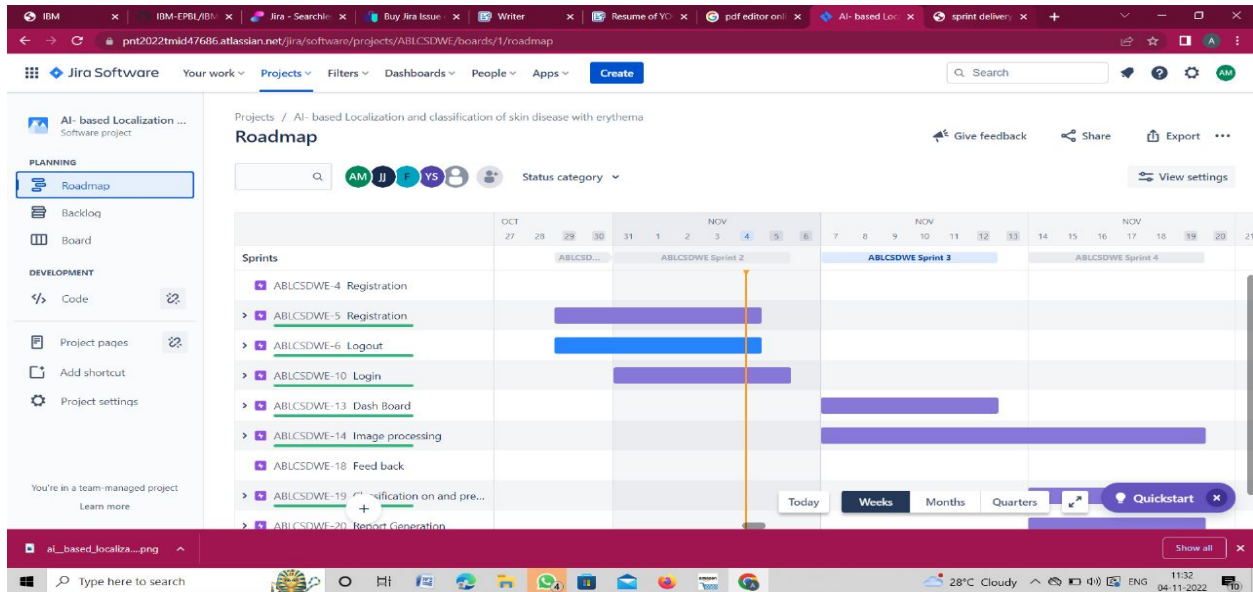 IBM
IBM-EPBL/IBM
Jira - Searchle
Buy Jira Issue
Writer
Resume of YO
pdf editor onli
AI- based Loc
sprint delivery
pnt2022tmid47686.atlassian.net/jira/software/projects/ABLCSDWE/boards/1/roadmap
A
Jira Software Your work Projects Filters Dashboards People Apps Create Search AM
AI- based Localization ...
Software project
PLANNING
Roadmap
Backlog
Board
DEVELOPMENT
Code
Project pages
Add shortcut
Project settings
You're in a team-managed project
Learn more
Projects / AI- based Localization and classification of skin disease with erythema
Roadmap
Give feedback Share Export
AM JJ F YS Status category View settings
OCT NOV NOV NOV
27 28 29 30 31 1 2 3 4 5 6 7 8 9 10 11 12 13 14 15 16 17 18 19 20 21
Sprints ABLCSD... ABLCSDWE Sprint 2 ABLCSDWE Sprint 3 ABLCSDWE Sprint 4
ABLCSDWE-4 Registration
ABLCSDWE-5 Registration
ABLCSDWE-6 Logout
ABLCSDWE-10 Login
ABLCSDWE-13 Dash Board
ABLCSDWE-14 Image processing
ABLCSDWE-18 Feed back
ABLCSDWE-19 on and pre...
ABLCSDWE-20 Report Generation
Today Weeks Months Quarters Quickstart
ai_based_localiza....png Show all
Type here to search 28°C Cloudy ENG 11:32
04-11-2022